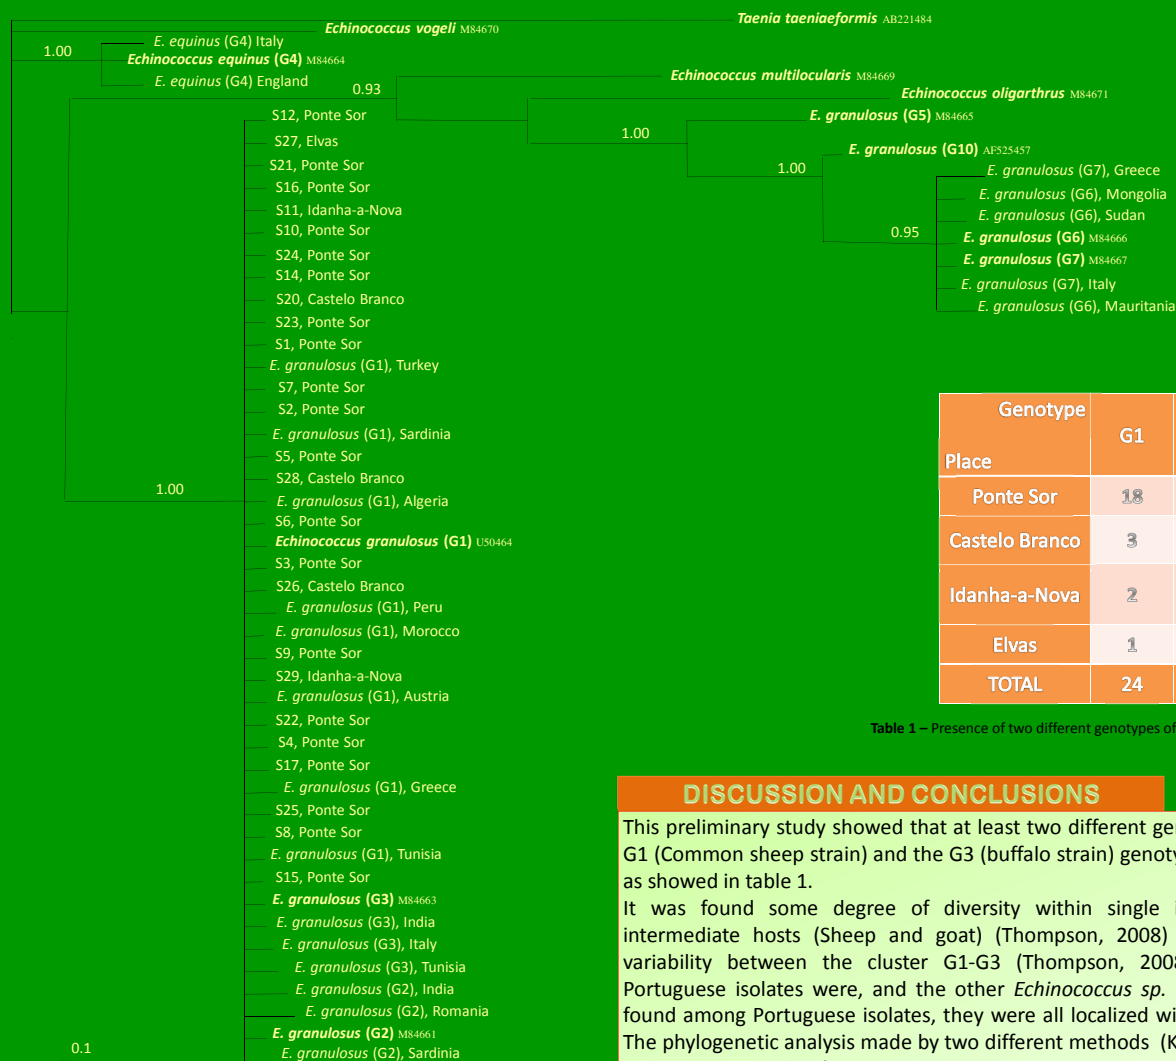 Taenia taeniaeformis AB221484
Echinococcus vogeli M84670
1.00
E. equinus (G4) Italy
Echinococcus equinus (G4) M84664
E. equinus (G4) England
0.93
Echinococcus multilocularis M84669
Echinococcus oligarthrus M84671
1.00
E. granulosus (G5) M84665
1.00
E. granulosus (G10) AF525457
0.95
E. granulosus (G7), Greece
E. granulosus (G6), Mongolia
E. granulosus (G6), Sudan
E. granulosus (G6) M84666
E. granulosus (G7) M84667
E. granulosus (G7), Italy
E. granulosus (G6), Mauritania
1.00
S12, Ponte Sor
S27, Elvas
S21, Ponte Sor
S16, Ponte Sor
S11, Idanha-a-Nova
S10, Ponte Sor
S24, Ponte Sor
S14, Ponte Sor
S20, Castelo Branco
S23, Ponte Sor
S1, Ponte Sor
E. granulosus (G1), Turkey
S7, Ponte Sor
S2, Ponte Sor
E. granulosus (G1), Sardinia
S5, Ponte Sor
S28, Castelo Branco
E. granulosus (G1), Algeria
S6, Ponte Sor
Echinococcus granulosus (G1) U50464
S3, Ponte Sor
S26, Castelo Branco
E. granulosus (G1), Peru
E. granulosus (G1), Morocco
S9, Ponte Sor
S29, Idanha-a-Nova
E. granulosus (G1), Austria
S22, Ponte Sor
S4, Ponte Sor
S17, Ponte Sor
E. granulosus (G1), Greece
S25, Ponte Sor
S8, Ponte Sor
E. granulosus (G1), Tunisia
S15, Ponte Sor
E. granulosus (G3) M84663
E. granulosus (G3), India
E. granulosus (G3), Italy
E. granulosus (G3), Tunisia
E. granulosus (G2), India
E. granulosus (G2), Romania
E. granulosus (G2) M84661
E. granulosus (G2), Sardinia
0.1
Genotype
G1
Place
Ponte Sor 18
Castelo Branco 3
Idanha-a-Nova 2
Elvas 1
TOTAL 24
Table 1 – Presence of two different genotypes of
DISCUSSION AND CONCLUSIONS
This preliminary study showed that at least two different
G1 (Common sheep strain) and the G3 (buffalo strain)
as showed in table 1.
It was found some degree of diversity within single
intermediate hosts (Sheep and goat) (Thompson, 2008)
variability between the cluster G1-G3 (Thompson,
Portuguese isolates were, and the other Echinococcus sp.
found among Portuguese isolates, they were all localized
The phylogenetic analysis made by two different methods